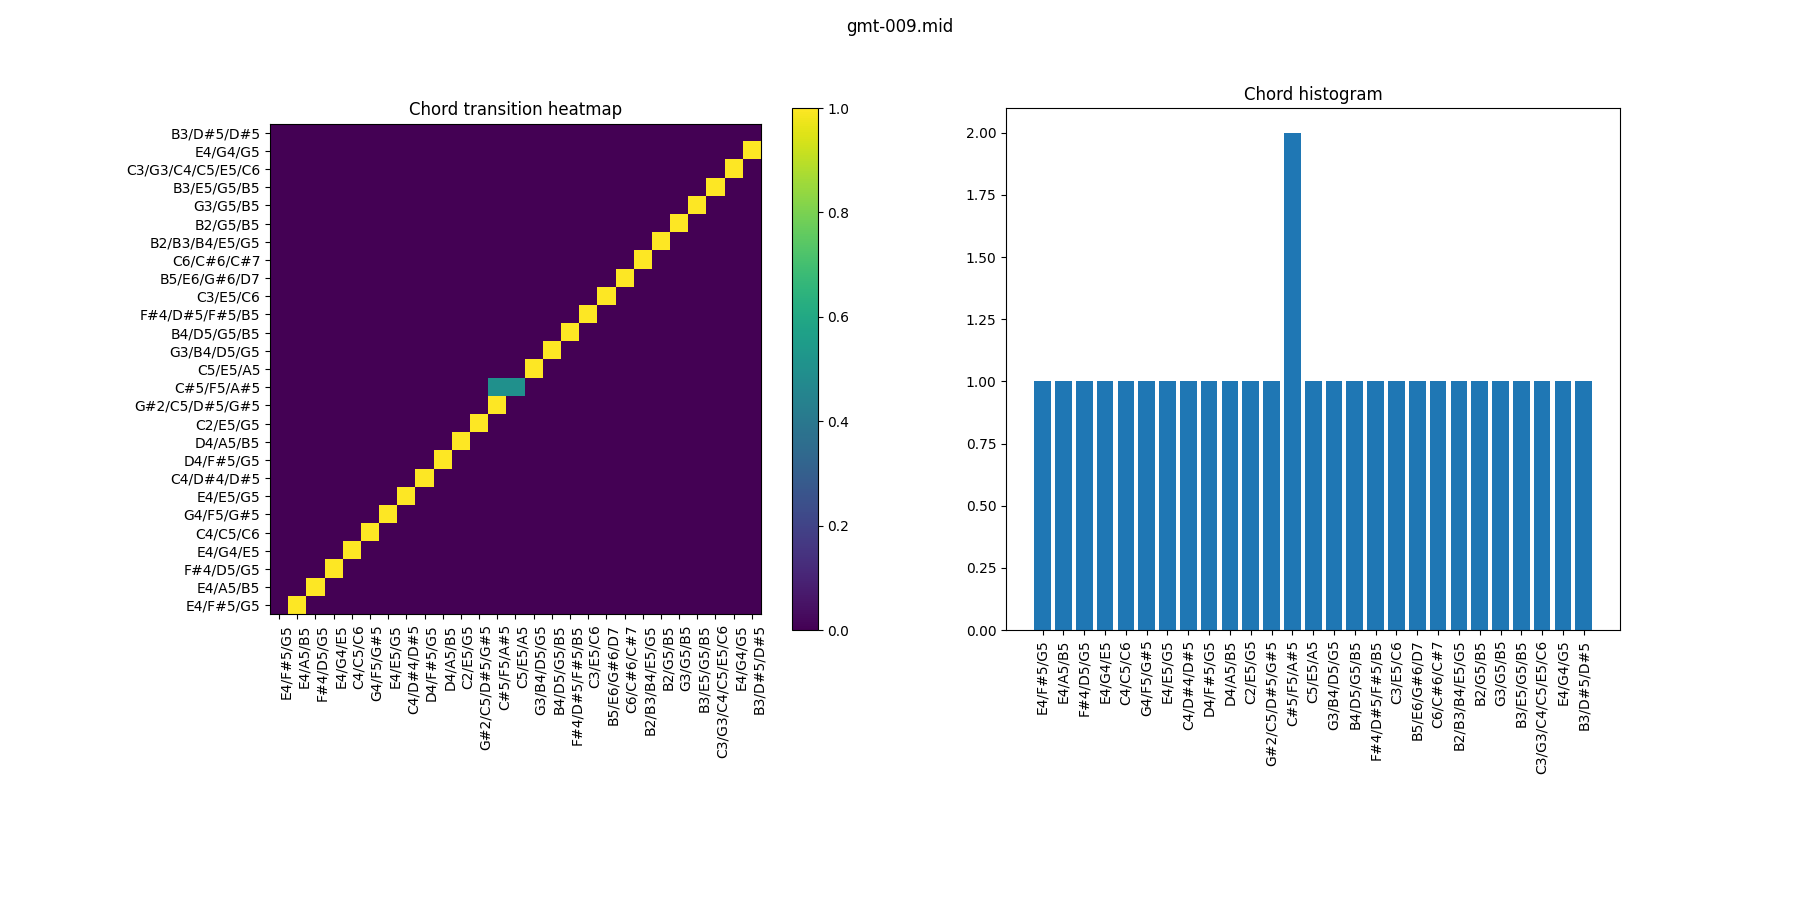 gmt-009.mid
Chord transition heatmap
B3/D#5/D#5
E4/G4/G5
C3/G3/C4/C5/E5/C6
B3/E5/G5/B5
G3/G5/B5
B2/G5/B5
B2/B3/B4/E5/G5
C6/C#6/C#7
B5/E6/G#6/D7
C3/E5/C6
F#4/D#5/F#5/B5
B4/D5/G5/B5
G3/B4/D5/G5
C5/E5/A5
C#5/F5/A#5
G#2/C5/D#5/G#5
C2/E5/G5
D4/A5/B5
D4/F#5/G5
C4/D#4/D#5
E4/E5/G5
G4/F5/G#5
C4/C5/C6
E4/G4/E5
F#4/D5/G5
E4/A5/B5
E4/F#5/G5
E4/F#5/G5
E4/A5/B5
F#4/D5/G5
E4/G4/E5
C4/C5/C6
G4/F5/G#5
E4/E5/G5
C4/D#4/D#5
D4/F#5/G5
D4/A5/B5
C2/E5/G5
G#2/C5/D#5/G#5
C#5/F5/A#5
C5/E5/A5
G3/B4/D5/G5
B4/D5/G5/B5
F#4/D#5/F#5/B5
C3/E5/C6
B5/E6/G#6/D7
C6/C#6/C#7
B2/B3/B4/E5/G5
B2/G5/B5
G3/G5/B5
B3/E5/G5/B5
C3/G3/C4/C5/E5/C6
E4/G4/G5
B3/D#5/D#5
1.0
0.8
0.6
0.4
0.2
0.0
Chord histogram
2.00
1.75
1.50
1.25
1.00
0.75
0.50
0.25
0.00
E4/F#5/G5
E4/A5/B5
F#4/D5/G5
E4/G4/E5
C4/C5/C6
G4/F5/G#5
E4/E5/G5
C4/D#4/D#5
D4/F#5/G5
D4/A5/B5
C2/E5/G5
G#2/C5/D#5/G#5
C#5/F5/A#5
C5/E5/A5
G3/B4/D5/G5
B4/D5/G5/B5
F#4/D#5/F#5/B5
C3/E5/C6
B5/E6/G#6/D7
C6/C#6/C#7
B2/B3/B4/E5/G5
B2/G5/B5
G3/G5/B5
B3/E5/G5/B5
C3/G3/C4/C5/E5/C6
E4/G4/G5
B3/D#5/D#5